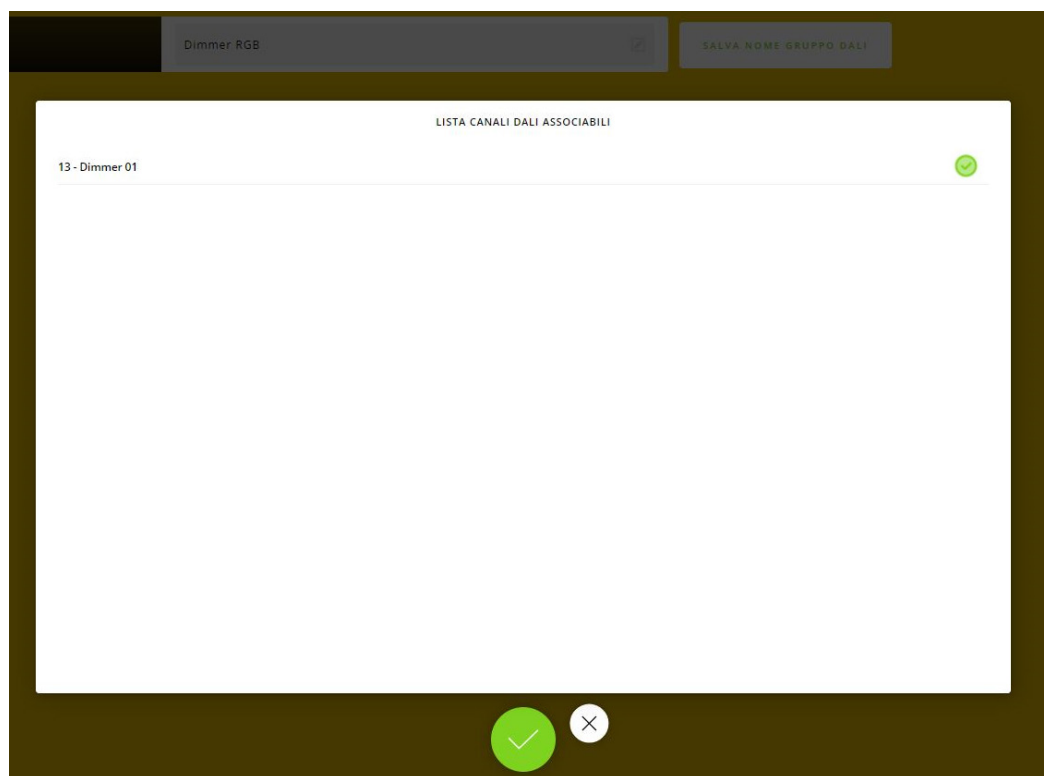 Dimmer RGB
SALVA NOME GRUPPO DALI
LISTA CANALI DALI ASSOCIABILI
13 - Dimmer 01